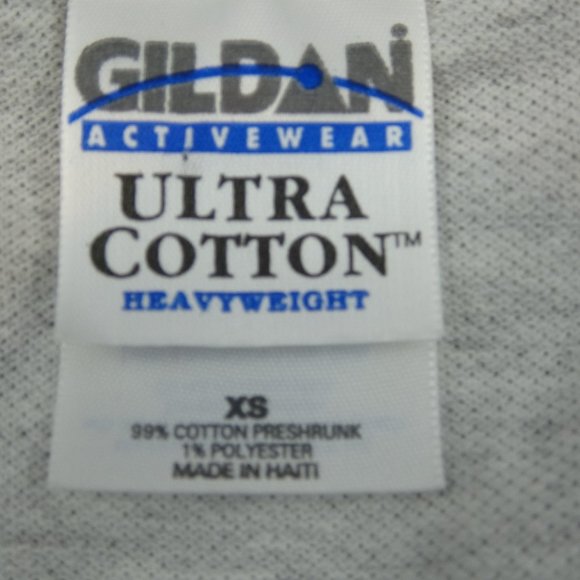 GILDAN
ACTIVEWEAR
ULTRA
COTTON™
HEAVYWEIGHT
XS
99% COTTON PRESHRUNK
1% POLYESTER
MADE IN HAITI